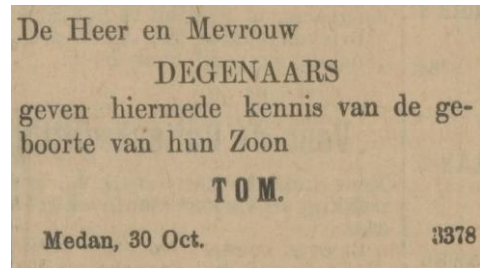 De Heer en Mevrouw
DEGENAARS
geven hiermede kennis van de ge-
boorte van hun Zoon
TOM.
Medan, 30 Oct. 3378